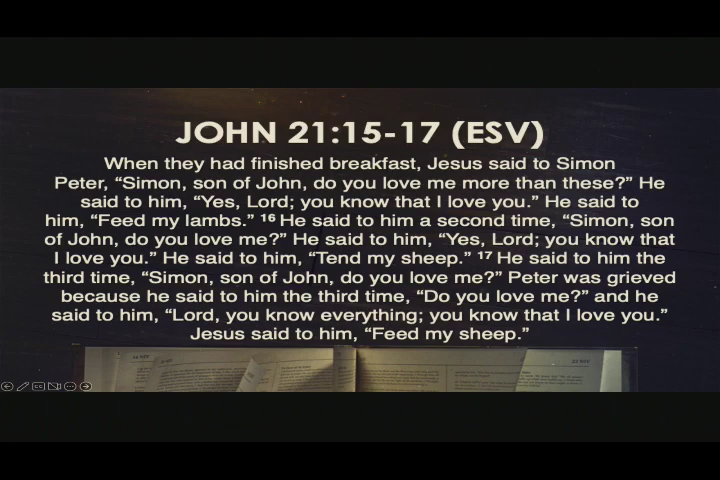 JOHN 21:15-17 (ESV)
When they had finished breakfast, Jesus said to Simon
Peter, “Simon, son of John, do you love me more than these?” He
said to him, “Yes, Lord; you know that I love you.” He said to
him, “Feed my lambs.” ¹⁶ He said to him a second time, “Simon, son
of John, do you love me?” He said to him, “Yes, Lord; you know that
I love you.” He said to him, “Tend my sheep.” ¹⁷ He said to him the
third time, “Simon, son of John, do you love me?” Peter was grieved
because he said to him the third time, “Do you love me?” and he
said to him, “Lord, you know everything; you know that I love you.”
Jesus said to him, “Feed my sheep.”